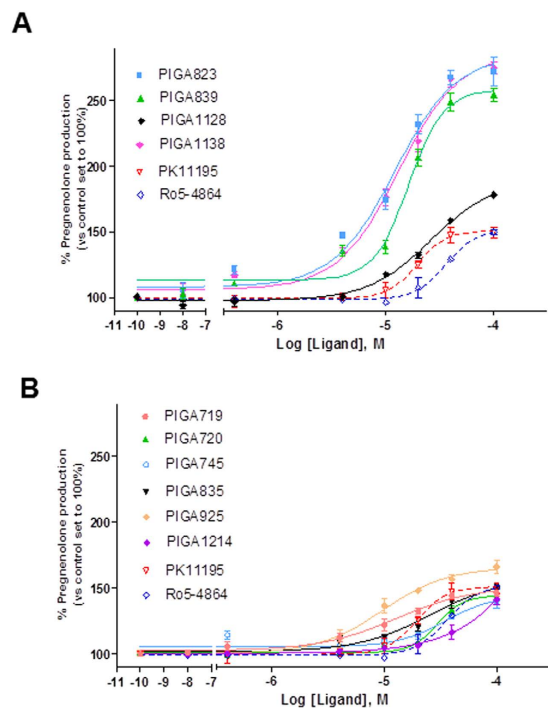 A
% Pregnenolone production
(vs control set to 100%)
250
200
150
100
PIGA823
PIGA839
PIGA1128
PIGA1138
PK11195
Ro5-4864
-11 -10 -9 -8 -7 -6 -5 -4
Log [Ligand], M
B
% Pregnenolone production
(vs control set to 100%)
250
200
150
100
PIGA719
PIGA720
PIGA745
PIGA835
PIGA925
PIGA1214
PK11195
Ro5-4864
-11 -10 -9 -8 -7 -6 -5 -4
Log [Ligand], M